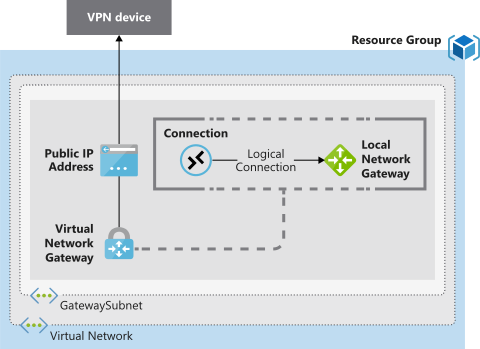 VPN device
Resource Group
Connection
Public IP
Address
Logical
Connection
Local
Network
Gateway
Virtual
Network
Gateway
GatewaySubnet
Virtual Network